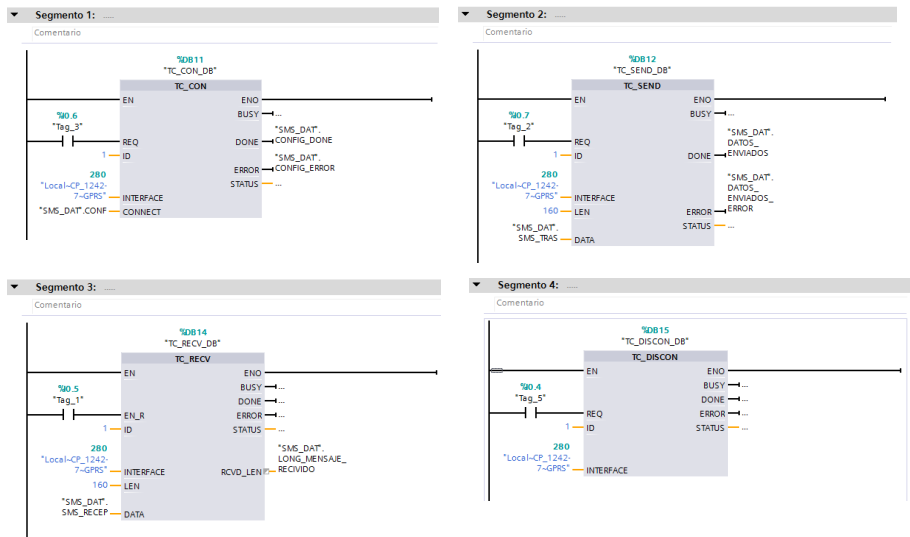 Segmento 1: .....
Comentario
%DB11
"TC_CON_DB"
TC_CON
EN ENO
BUSY ...
%I0.6
"Tag_3"
"SMS_DAT".
REQ DONE CONFIG_DONE
1 ID
"SMS_DAT".
280
ERROR CONFIG_ERROR
"Local~CP_1242-
STATUS ...
7~GPRS" INTERFACE
"SMS_DAT".CONF CONNECT
Segmento 2: .....
Comentario
%DB12
"TC_SEND_DB"
TC_SEND
EN ENO
BUSY ...
%I0.7
"Tag_2"
"SMS_DAT".
REQ
DATOS_
1 ID DONE ENVIADOS
280
"SMS_DAT".
"Local~CP_1242-
DATOS_
7~GPRS" INTERFACE
ENVIADOS_
160 LEN ERROR ERROR
STATUS ...
"SMS_DAT".
SMS_TRAS DATA
Segmento 3: .....
Comentario
%DB14
"TC_RECV_DB"
TC_RECV
EN ENO
BUSY ...
%I0.5
DONE ...
"Tag_1"
EN_R ERROR ...
1 ID STATUS ...
280
"SMS_DAT".
"Local~CP_1242-
LONG_MENSAJE_
7~GPRS" INTERFACE RCVD_LEN RECIVIDO
160 LEN
"SMS_DAT".
SMS_RECEP DATA
Segmento 4: .....
Comentario
%DB15
"TC_DISCON_DB"
TC_DISCON
EN ENO
BUSY ...
%I0.4
DONE ...
"Tag_5"
REQ ERROR ...
1 ID STATUS ...
280
"Local~CP_1242-
7~GPRS" INTERFACE